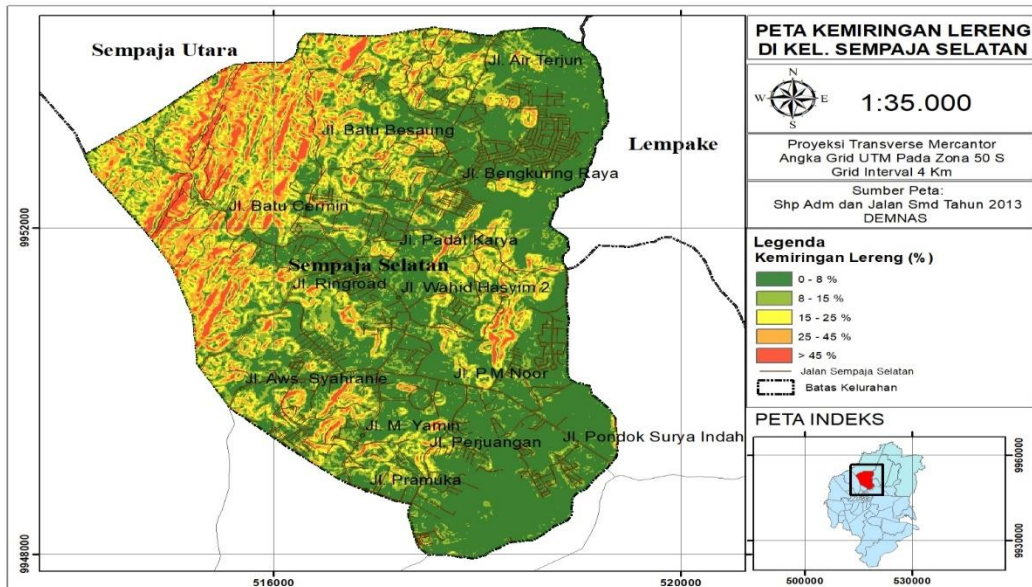 PETA KEMIRINGAN LERENG
DI KEL. SEMPAJA SELATAN
N
W
E
S
1:35.000
Proyeksi Transverse Mercantor
Angka Grid UTM Pada Zona 50 S
Grid Interval 4 Km
Sumber Peta:
Shp Adm dan Jalan Smd Tahun 2013
DEMNAS
Legenda
Kemiringan Lereng (%)
0 - 8 %
8 - 15 %
15 - 25 %
25 - 45 %
> 45 %
Jalan Sempaja Selatan
Batas Kelurahan
PETA INDEKS
9960000
9930000
600000
630000
Sempaja Utara
Jl. Air Terjun
Jl. Batu Besaung
Lempake
Jl. Bengkuring Raya
Jl. Batu Cermin
Jl. Padat Karya
Sempaja Selatan
Jl. Ringroad
Jl. Wahid Hasyim 2
Jl. Aws. Syahranie
Jl. P.M Noor
Jl. M. Yamin
Jl. Perjuangan
Jl. Pondok Surya Indah
Jl. Pramuka
9952000
9948000
516000
520000